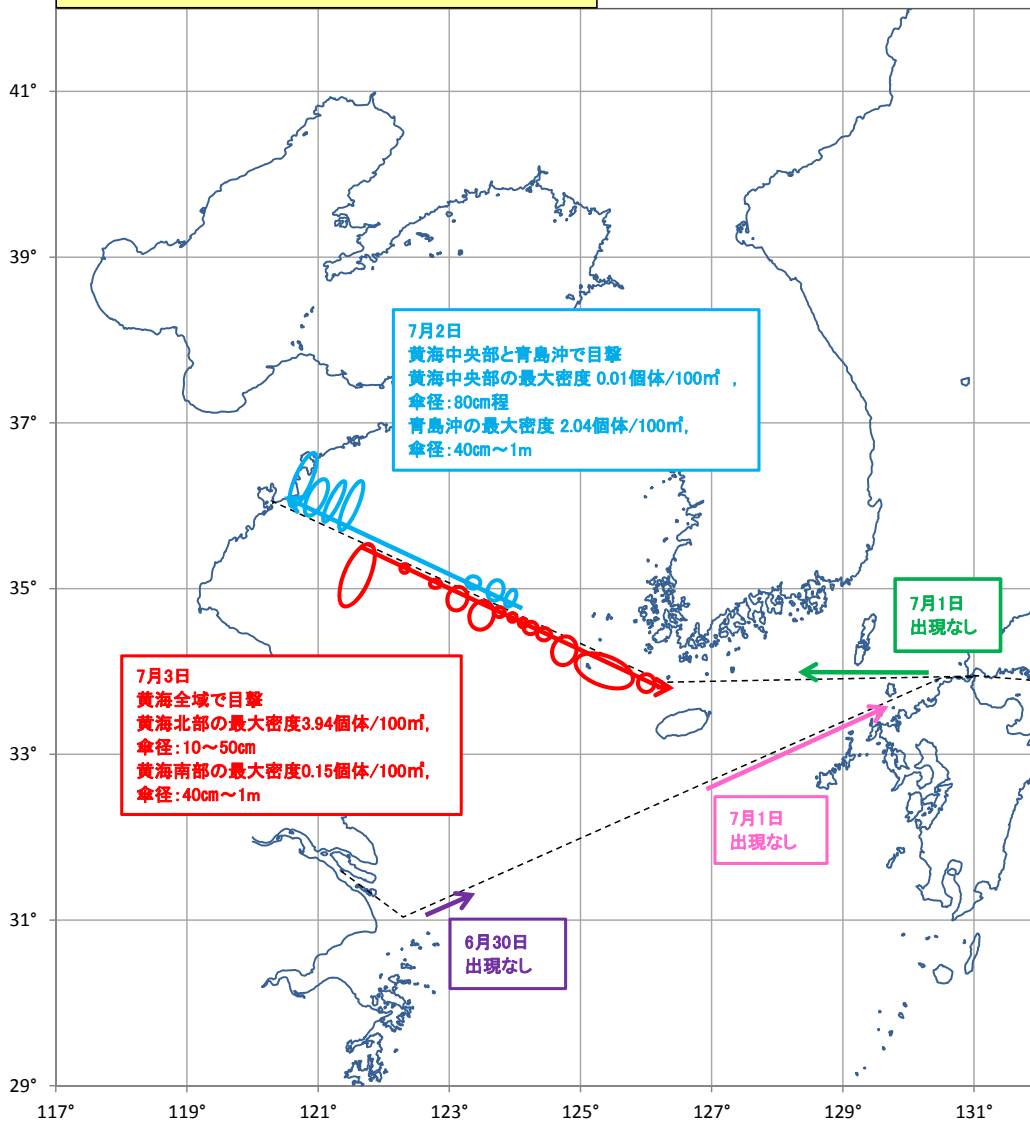 41°
39°
37°
35°
33°
31°
29°
7月2日
黄海中央部と青島沖で目撃
黄海中央部の最大密度 0.01個体/100㎡ ,
傘径:80cm程
青島沖の最大密度 2.04個体/100㎡,
傘径:40cm～1m
7月1日
出現なし
7月3日
黄海全域で目撃
黄海北部の最大密度3.94個体/100㎡,
傘径:10～50cm
黄海南部の最大密度0.15個体/100㎡,
傘径:40cm～1m
7月1日
出現なし
6月30日
出現なし
117°
119°
121°
123°
125°
127°
129°
131°